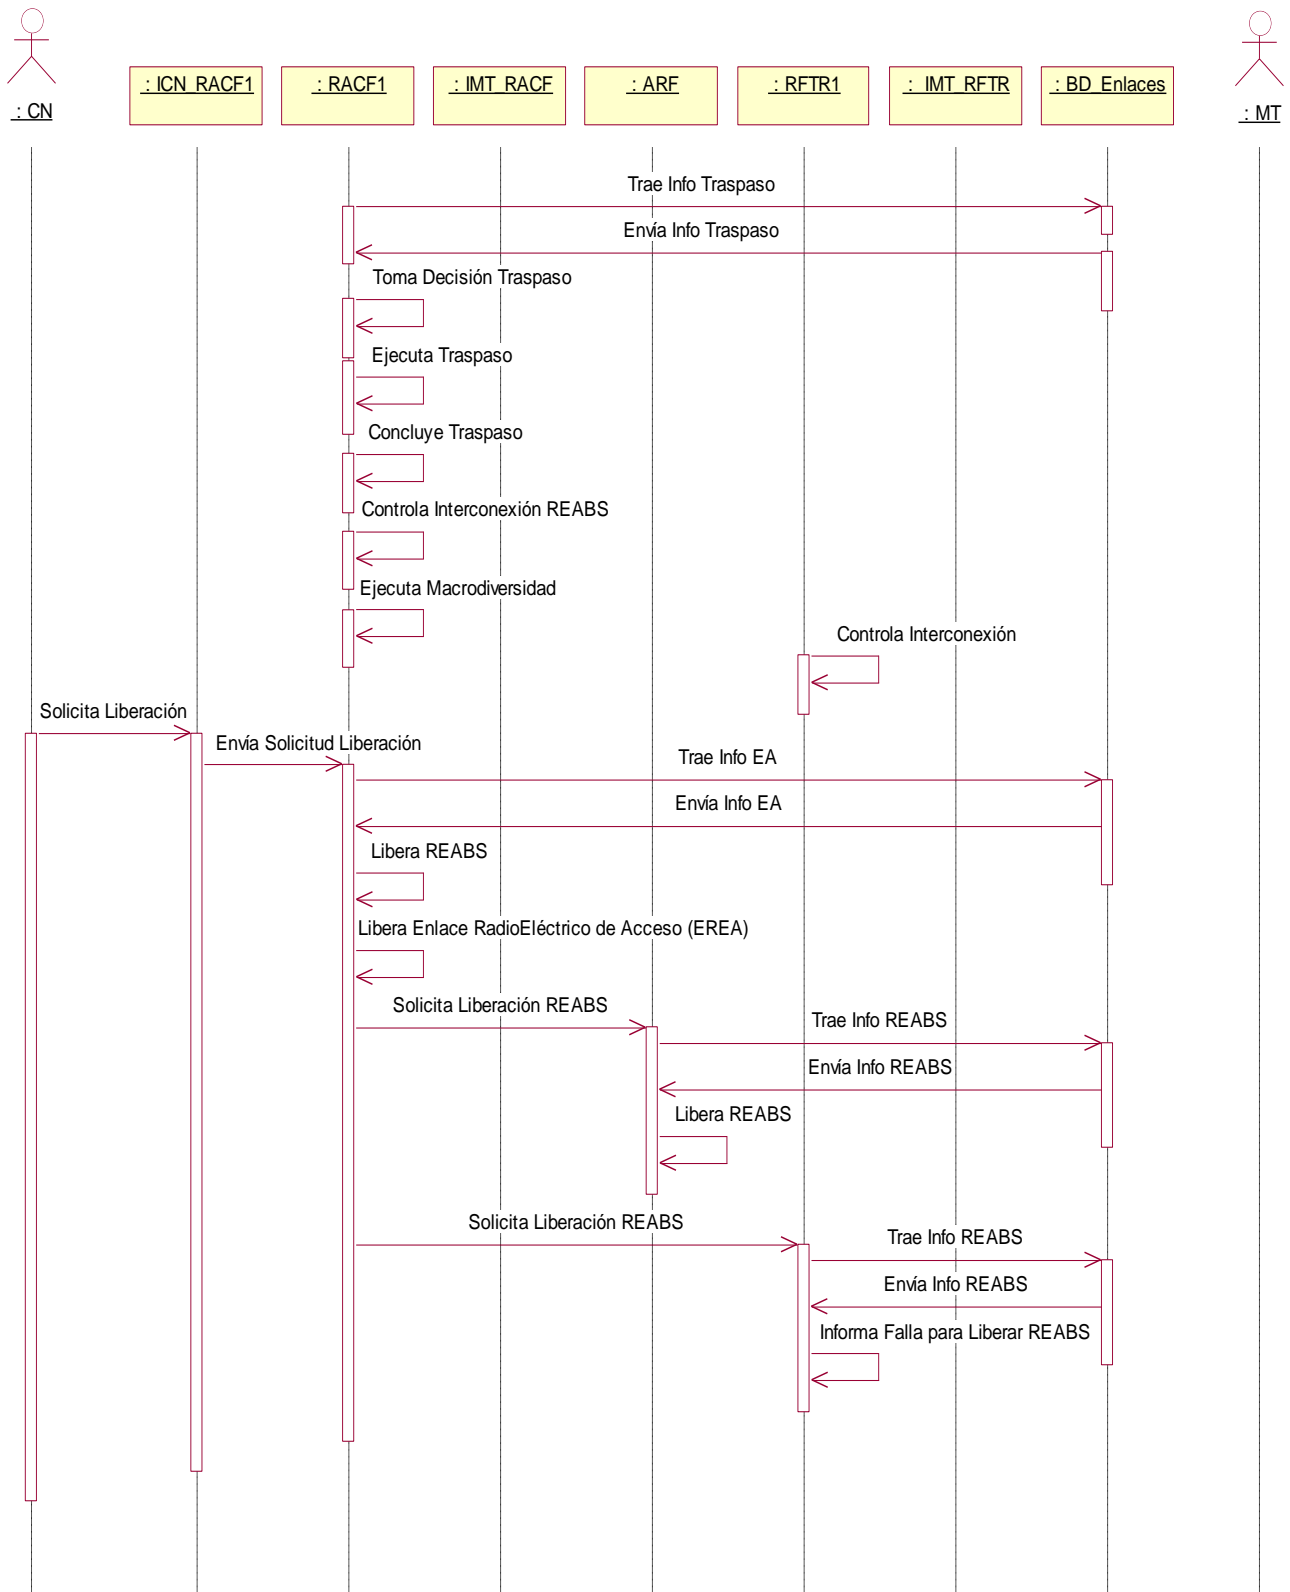 : CN
: ICN_RACF1
: RACF1
: IMT_RACF
: ARF
: RFTR1
: IMT_RFTR
: BD_Enlaces
: MT
Trae Info Traspaso
Envía Info Traspaso
Toma Decisión Traspaso
Ejecuta Traspaso
Concluye Traspaso
Controla Interconexión REABS
Ejecuta Macrodiversidad
Controla Interconexión
Solicita Liberación
Envía Solicitud Liberación
Trae Info EA
Envía Info EA
Libera REABS
Libera Enlace RadioEléctrico de Acceso (EREA)
Solicita Liberación REABS
Trae Info REABS
Envía Info REABS
Libera REABS
Solicita Liberación REABS
Trae Info REABS
Envía Info REABS
Informa Falla para Liberar REABS